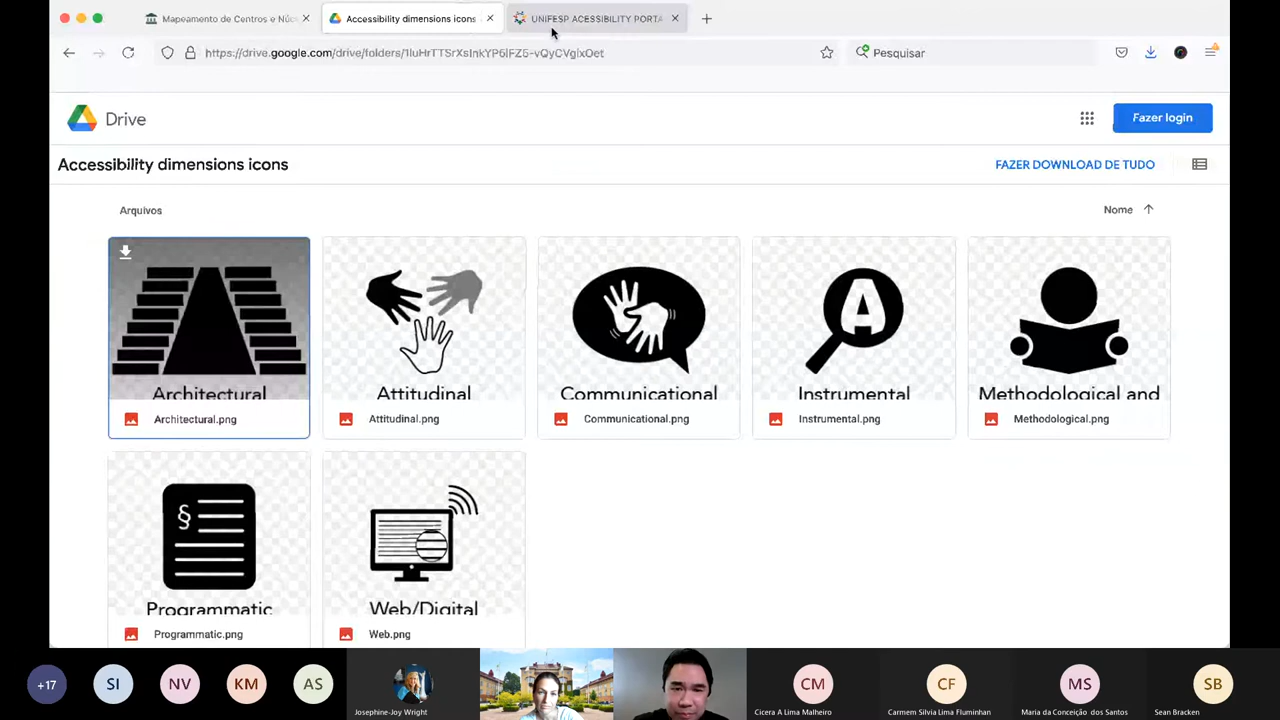 Mapeamento de Centros e Núc
Accessibility dimensions icons
UNIFESP ACESSIBILITY PORTA
https://drive.google.com/drive/folders/1luHrTTSrXsInkYP6lFZ5-vQyCVgixOet
Pesquisar
Drive
Fazer login
Accessibility dimensions icons
FAZER DOWNLOAD DE TUDO
Arquivos
Nome
A
Architectural
Attitudinal
Communicational
Instrumental
Methodological and
Architectural.png
Attitudinal.png
Communicational.png
Instrumental.png
Methodological.png
§
Programmatic
Web/Digital
Programmatic.png
Web.png
+17
SI
NV
KM
AS
CM
CF
MS
SB
Josephine-Joy Wright
Cicera A Lima Malheiro
Carmem Silvia Lima Fluminhan
Maria da Conceição dos Santos
Sean Bracken